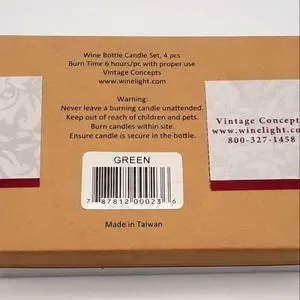 Wine Bottle Candle Set, 4 pcs
Burn Time 6 hours/pc with proper use
Vintage Concepts
www.winelight.com
Warning:
Never leave a burning candle unattended.
Keep out of reach of children and pets.
Burn candles within site.
Ensure candle is secure in the bottle.
GREEN
7 87812 00023 6
Made in Taiwan
Vintage Concepts
www.winelight.c
800-327-1458